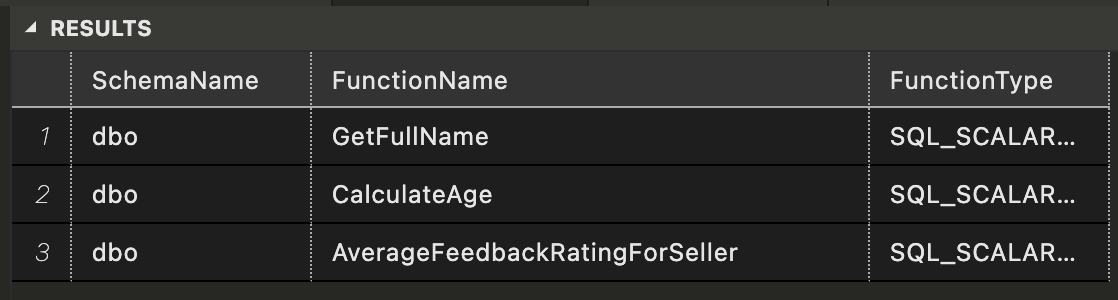 RESULTS
SchemaName FunctionName FunctionType
1 dbo GetFullName SQL_SCALAR...
2 dbo CalculateAge SQL_SCALAR...
3 dbo AverageFeedbackRatingForSeller SQL_SCALAR...